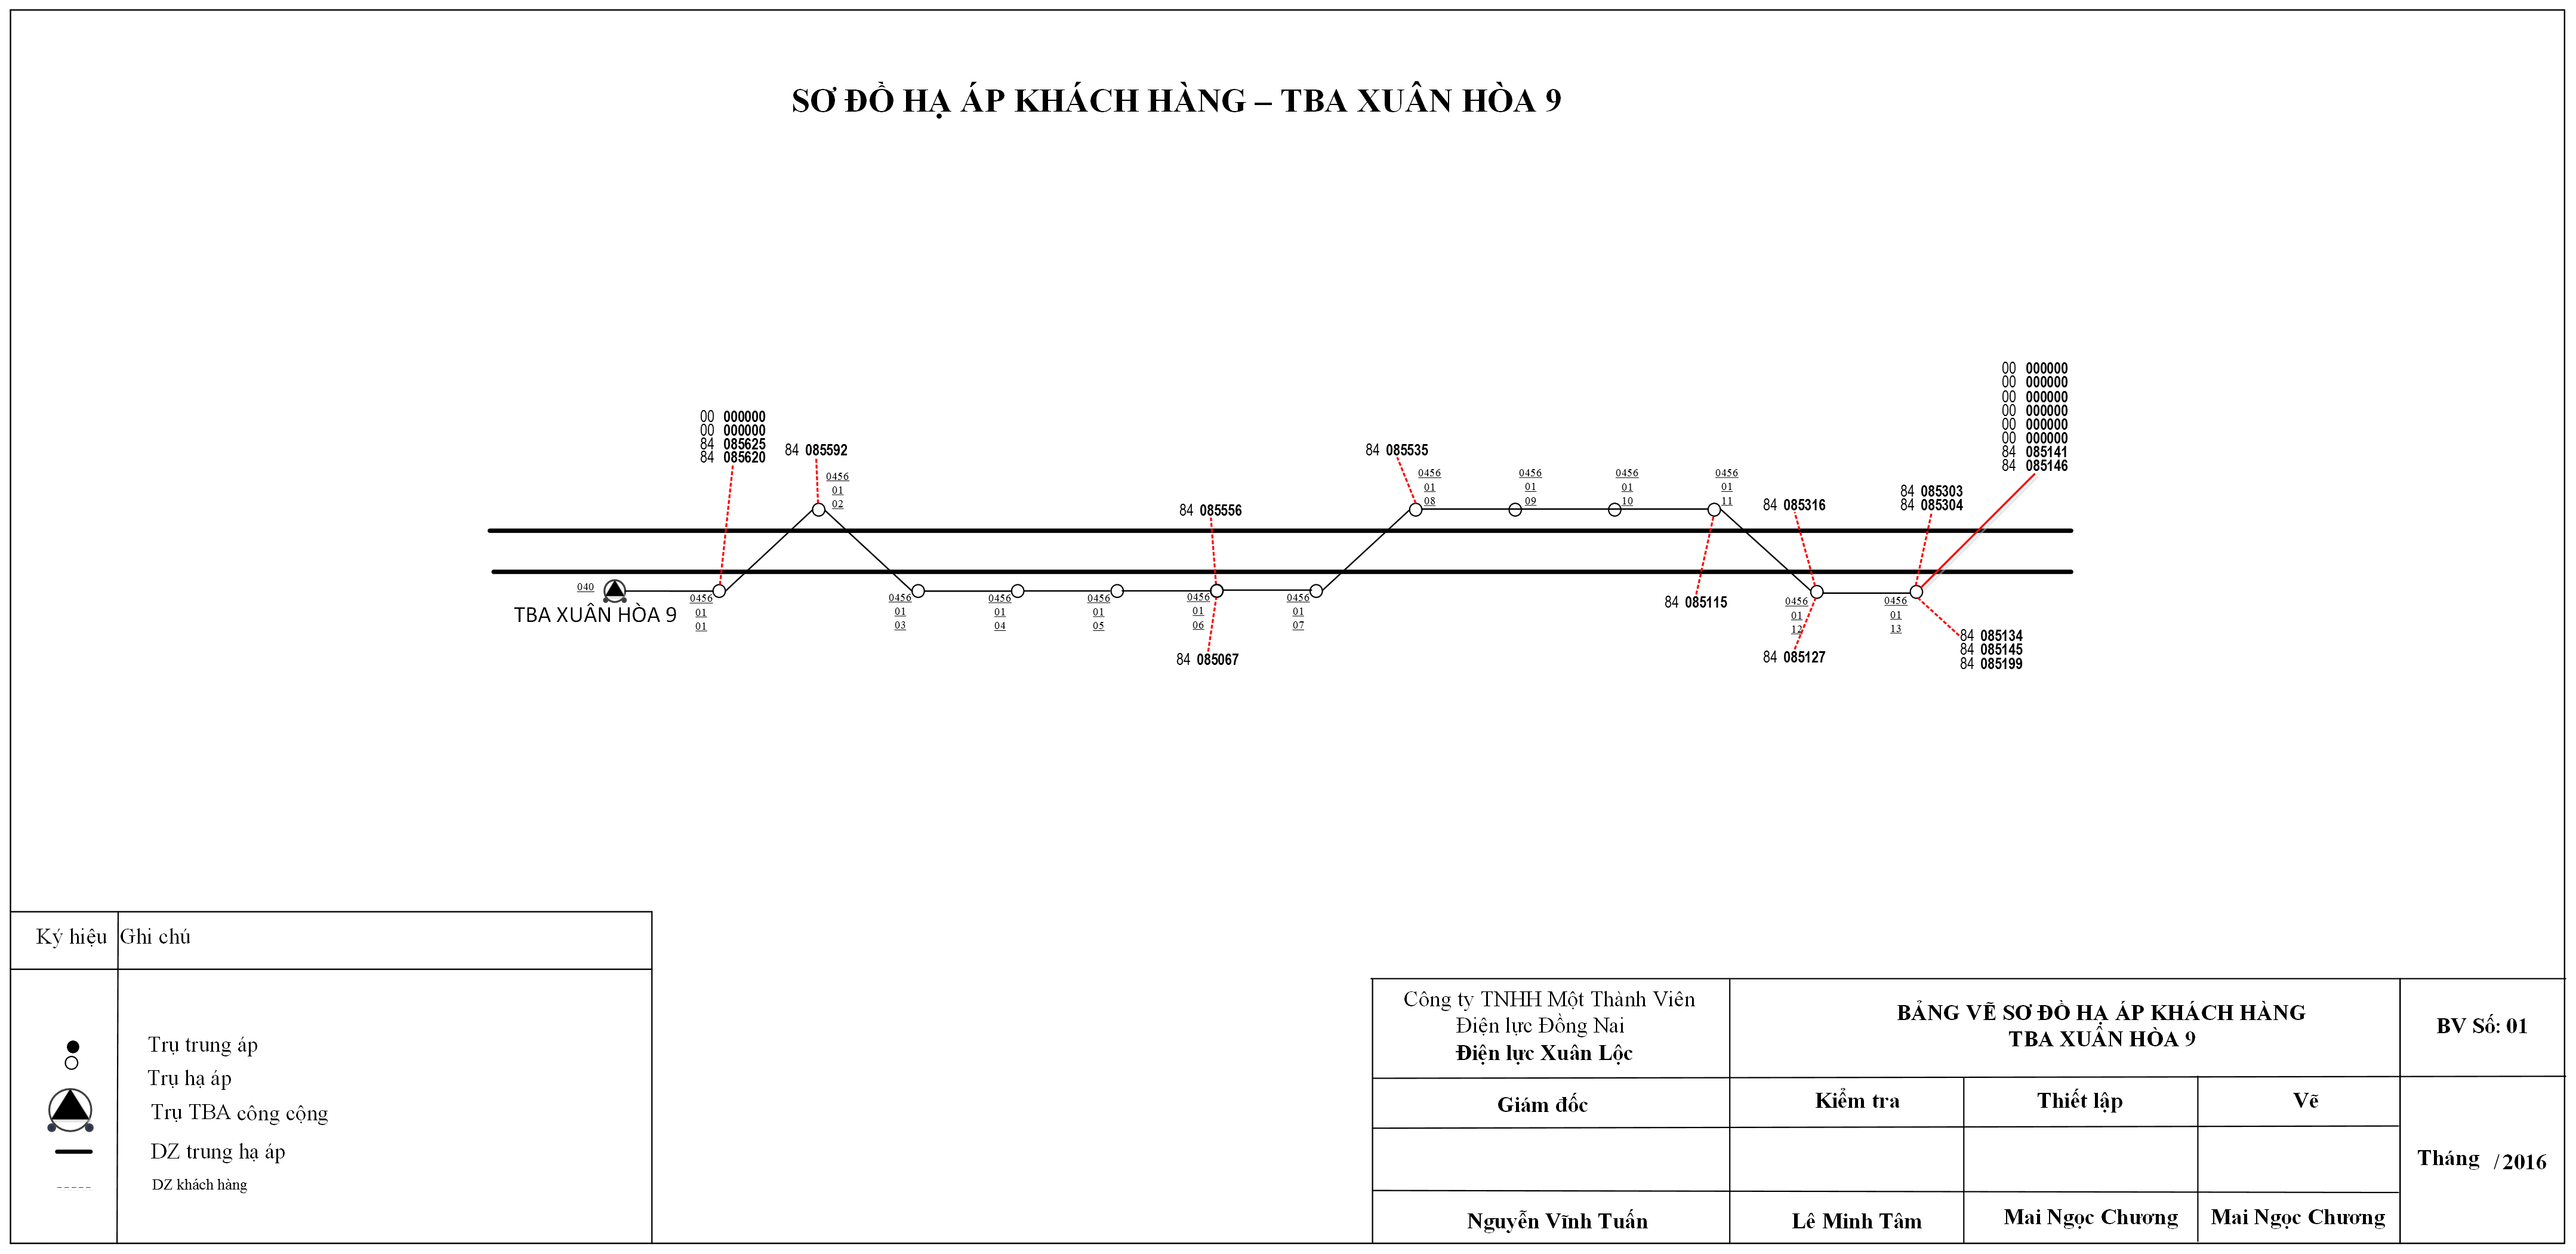 SƠ ĐỒ HẠ ÁP KHÁCH HÀNG – TBA XUÂN HÒA 9
00 000000
00 000000
84 085625
84 085620
84 085592
0456
01
02
84 085556
84 085535
0456
01
08
0456
01
09
0456
01
10
0456
01
11
84 085316
84 085303
84 085304
00 000000
00 000000
00 000000
00 000000
00 000000
00 000000
84 085141
84 085146
040
TBA XUÂN HÒA 9
0456
01
01
0456
01
03
0456
01
04
0456
01
05
0456
01
06
0456
01
07
84 085067
84 085115
0456
01
12
84 085127
0456
01
13
84 085134
84 085145
84 085199
Ký hiệu Ghi chú
Trụ trung áp
Trụ hạ áp
Trụ TBA công cộng
DZ trung hạ áp
DZ khách hàng
Công ty TNHH Một Thành Viên
Điện lực Đồng Nai
Điện lực Xuân Lộc
BẢNG VẼ SƠ ĐỒ HẠ ÁP KHÁCH HÀNG
TBA XUÂN HÒA 9
BV Số: 01
Giám đốc
Kiểm tra
Thiết lập
Vẽ
Tháng / 2016
Nguyễn Vĩnh Tuấn
Lê Minh Tâm
Mai Ngọc Chương
Mai Ngọc Chương